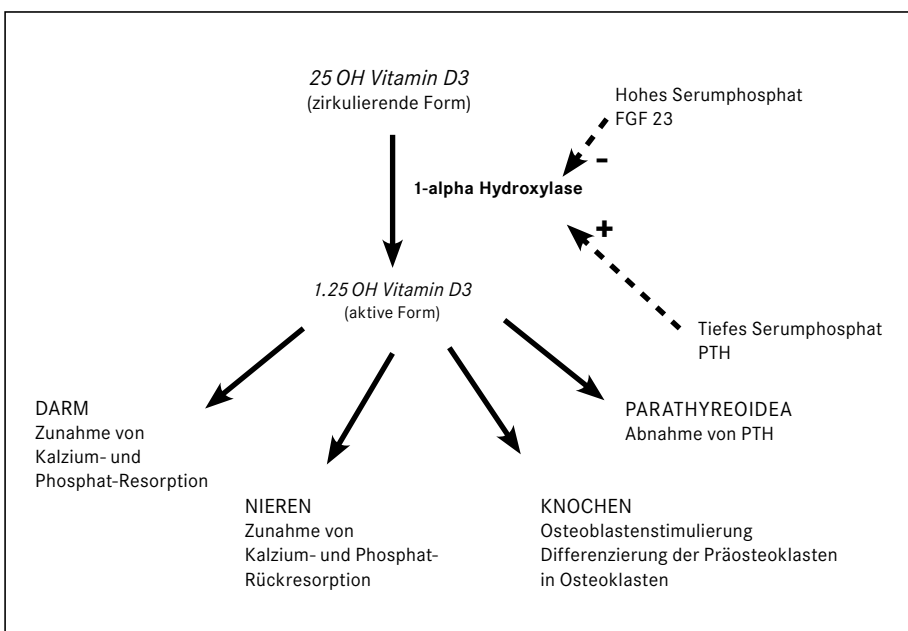 25 OH Vitamin D3
(zirkulierende Form)
Hohes Serumphosphat
FGF 23
-
1-alpha Hydroxylase
+
1.25 OH Vitamin D3
(aktive Form)
Tiefes Serumphosphat
PTH
DARM
Zunahme von
Kalzium- und
Phosphat-Resorption
NIEREN
Zunahme von
Kalzium- und Phosphat-
Rückresorption
KNOCHEN
Osteoblastenstimulierung
Differenzierung der Präosteoklasten
in Osteoklasten
PARATHYREOIDEA
Abnahme von PTH